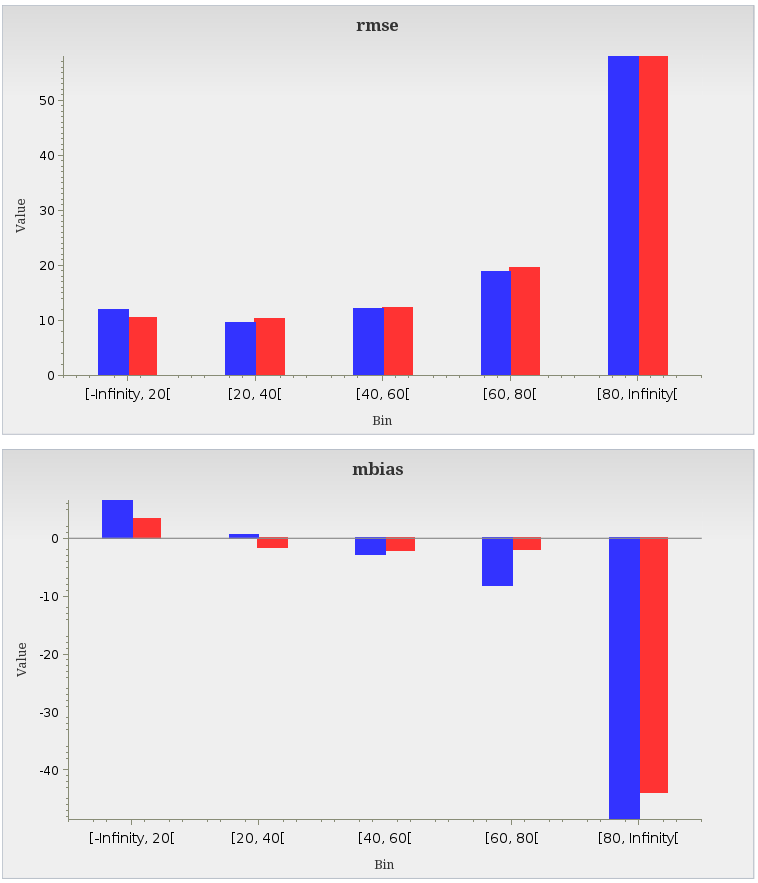 rmse
50
40
30
20
10
0
Value
[-Infinity, 20[ [20, 40[ [40, 60[ [60, 80[ [80, Infinity[
Bin
mbias
0
-10
-20
-30
-40
Value
[-Infinity, 20[ [20, 40[ [40, 60[ [60, 80[ [80, Infinity[
Bin